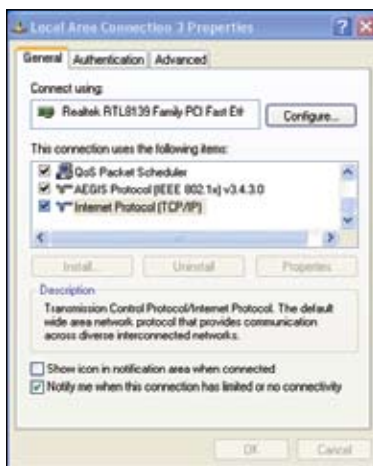 Local Area Connection 3 Properties
General Authentication Advanced
Connect using:
Realtek RTL8139 Family PCI Fast Eth
Configure...
This connection uses the following items:
QoS Packet Scheduler
AEGIS Protocol (IEEE 802.1x) v3.4.3.0
Internet Protocol (TCP/IP)
Install... Uninstall Properties
Description
Transmission Control Protocol/Internet Protocol. The default
wide area network protocol that provides communication
across diverse interconnected networks.
Show icon in notification area when connected
Notify me when this connection has limited or no connectivity
OK Cancel